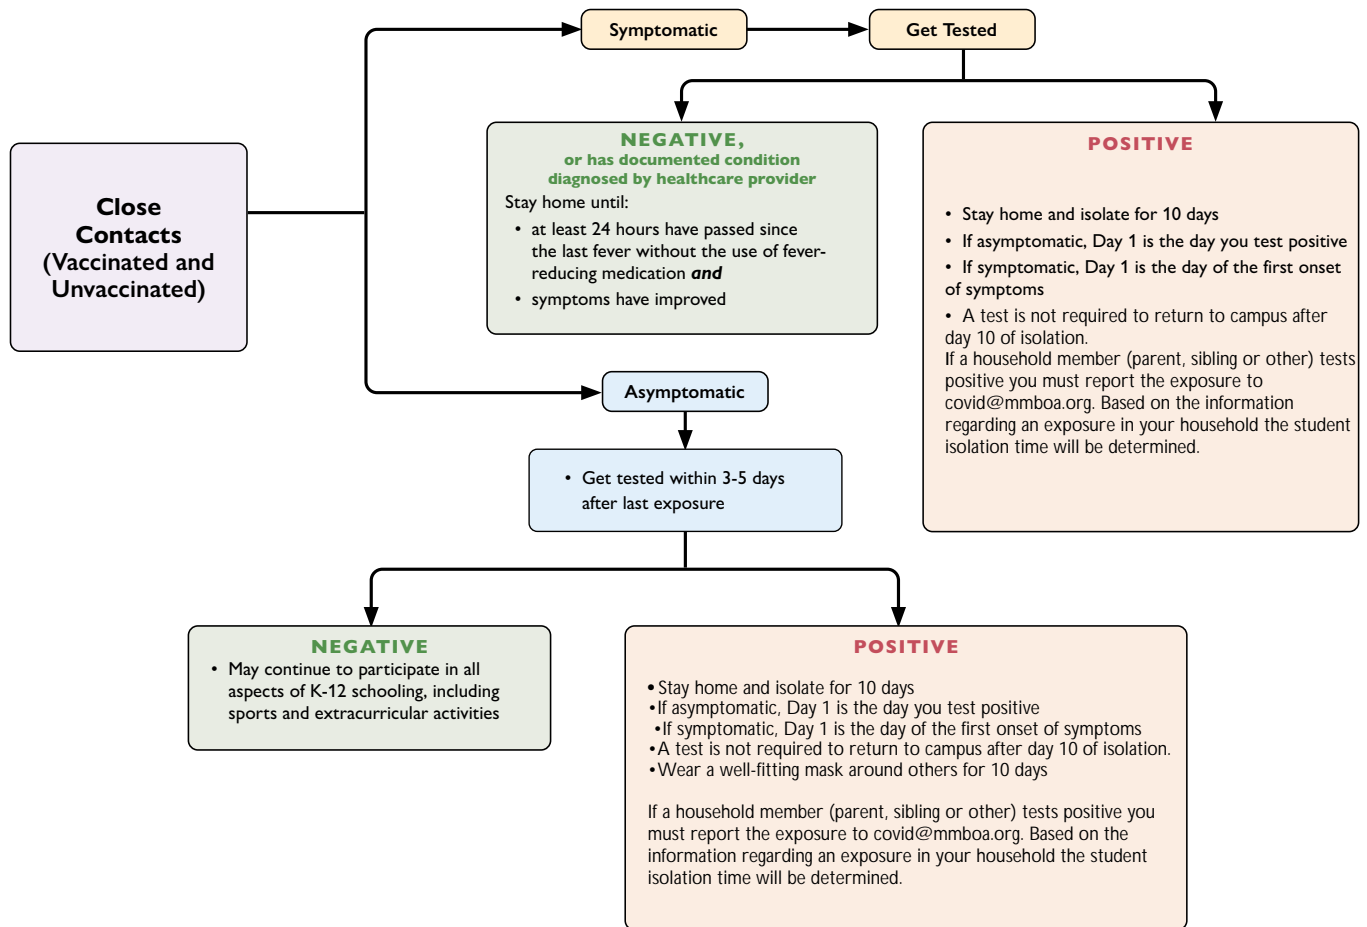 Symptomatic
Get Tested
Close
Contacts
(Vaccinated and
Unvaccinated)
NEGATIVE,
or has documented condition
diagnosed by healthcare provider
Stay home until:
• at least 24 hours have passed since
the last fever without the use of fever-
reducing medication and
• symptoms have improved
POSITIVE
• Stay home and isolate for 10 days
• If asymptomatic, Day 1 is the day you test positive
• If symptomatic, Day 1 is the day of the first onset
of symptoms
• A test is not required to return to campus after
day 10 of isolation.
If a household member (parent, sibling or other) tests
positive you must report the exposure to
covid@mmboa.org. Based on the information
regarding an exposure in your household the student
isolation time will be determined.
Asymptomatic
• Get tested within 3-5 days
after last exposure
NEGATIVE
• May continue to participate in all
aspects of K-12 schooling, including
sports and extracurricular activities
POSITIVE
•Stay home and isolate for 10 days
•If asymptomatic, Day 1 is the day you test positive
•If symptomatic, Day 1 is the day of the first onset of symptoms
•A test is not required to return to campus after day 10 of isolation.
•Wear a well-fitting mask around others for 10 days
If a household member (parent, sibling or other) tests positive you
must report the exposure to covid@mmboa.org. Based on the
information regarding an exposure in your household the student
isolation time will be determined.